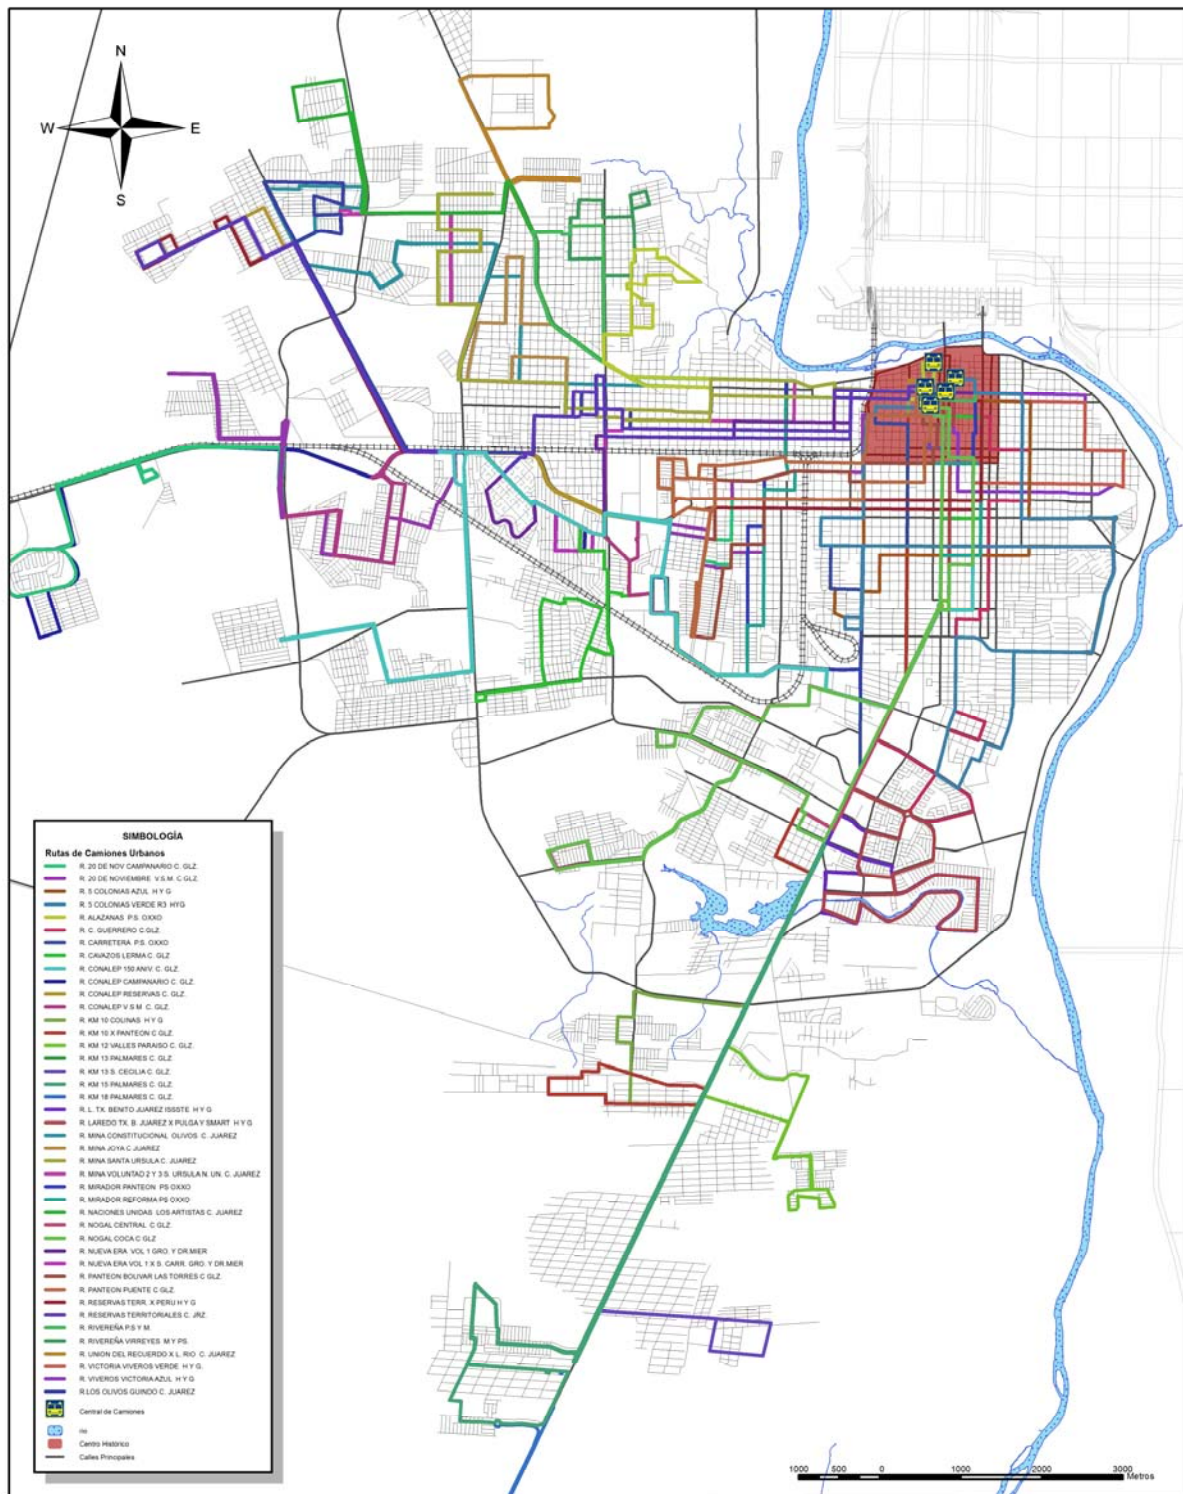 N
W E
S
SIMBOLOGÍA
Rutas de Camiones Urbanos
R. 20 DE NOV CAMPANARIO C. GLZ.
R. 20 DE NOVIEMBRE V.S.M. C.GLZ.
R. 5 COLONIAS AZUL H Y G
R. 5 COLONIAS VERDE R3 HYG
R. ALAZANAS P.S. OXXO
R. C. GUERRERO C.GLZ.
R. CARRETERA P.S. OXXO
R. CAVAZOS LERMA C. GLZ
R. CONALEP 150 ANIV. C. GLZ.
R. CONALEP CAMPANARIO C. GLZ.
R. CONALEP RESERVAS C. GLZ.
R. CONALEP V S M C. GLZ.
R. KM 10 COLINAS H Y G
R. KM 10 X PANTEON C GLZ.
R. KM 12 VALLES PARAISO C. GLZ.
R. KM 13 PALMARES C. GLZ
R. KM 13 S. CECILIA C. GLZ.
R. KM 15 PALMARES C. GLZ.
R. KM 18 PALMARES C. GLZ.
R. L. TX. BENITO JUAREZ ISSSTE H Y G
R. LAREDO TX. B. JUAREZ X PULGA Y SMART H Y G
R. MINA CONSTITUCIONAL OLIVOS C. JUAREZ
R. MINA JOYA C JUAREZ
R. MINA SANTA URSULA C. JUAREZ
R. MINA VOLUNTAD 2 Y 3 S. URSULA N. UN. C. JUAREZ
R. MIRADOR PANTEON PS OXXO
R. MIRADOR REFORMA PS OXXO
R. NACIONES UNIDAS LOS ARTISTAS C. JUAREZ
R. NOGAL CENTRAL C GLZ.
R. NOGAL COCA C GLZ
R. NUEVA ERA VOL 1 GRO. Y DR.MIER
R. NUEVA ERA VOL 1 X S. CARR. GRO. Y DR.MIER
R. PANTEON BOLIVAR LAS TORRES C GLZ.
R. PANTEON PUENTE C GLZ.
R. RESERVAS TERR. X PERU H Y G
R. RESERVAS TERRITORIALES C. JRZ.
R. RIVEREÑA P.S Y M.
R. RIVEREÑA VIRREYES M.Y PS.
R. UNION DEL RECUERDO X L. RIO C. JUAREZ
R. VICTORIA VIVEROS VERDE H Y G.
R. VIVEROS VICTORIA AZUL H Y G
R.LOS OLIVOS GUINDO C. JUAREZ
Central de Camiones
rio
Centro Histórico
Calles Principales
1000 500 0 1000 2000 3000
Metros